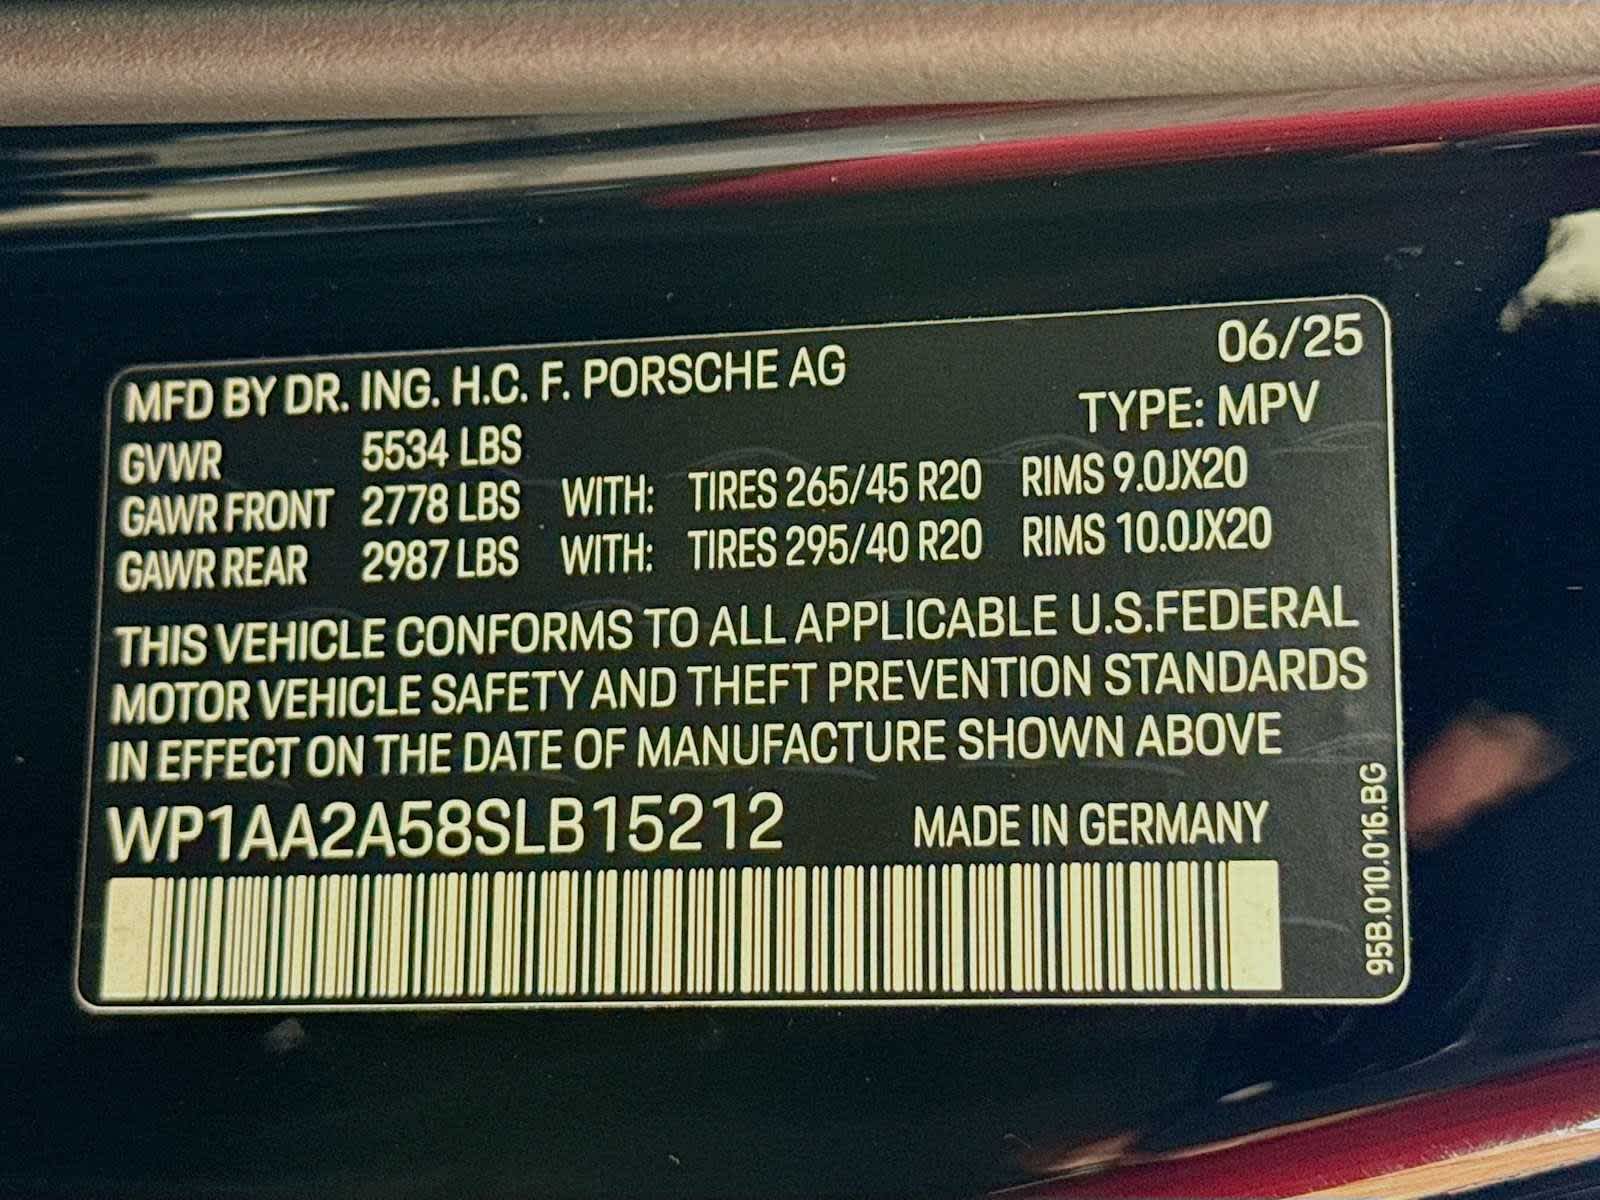 MFD BY DR. ING. H.C. F. PORSCHE AG 06/25
TYPE: MPV
GVWR 5534 LBS
GAWR FRONT 2778 LBS WITH: TIRES 265/45 R20 RIMS 9.0JX20
GAWR REAR 2987 LBS WITH: TIRES 295/40 R20 RIMS 10.0JX20
THIS VEHICLE CONFORMS TO ALL APPLICABLE U.S.FEDERAL
MOTOR VEHICLE SAFETY AND THEFT PREVENTION STANDARDS
IN EFFECT ON THE DATE OF MANUFACTURE SHOWN ABOVE
WP1AA2A58SLB15212 MADE IN GERMANY
95B.010.016.BG